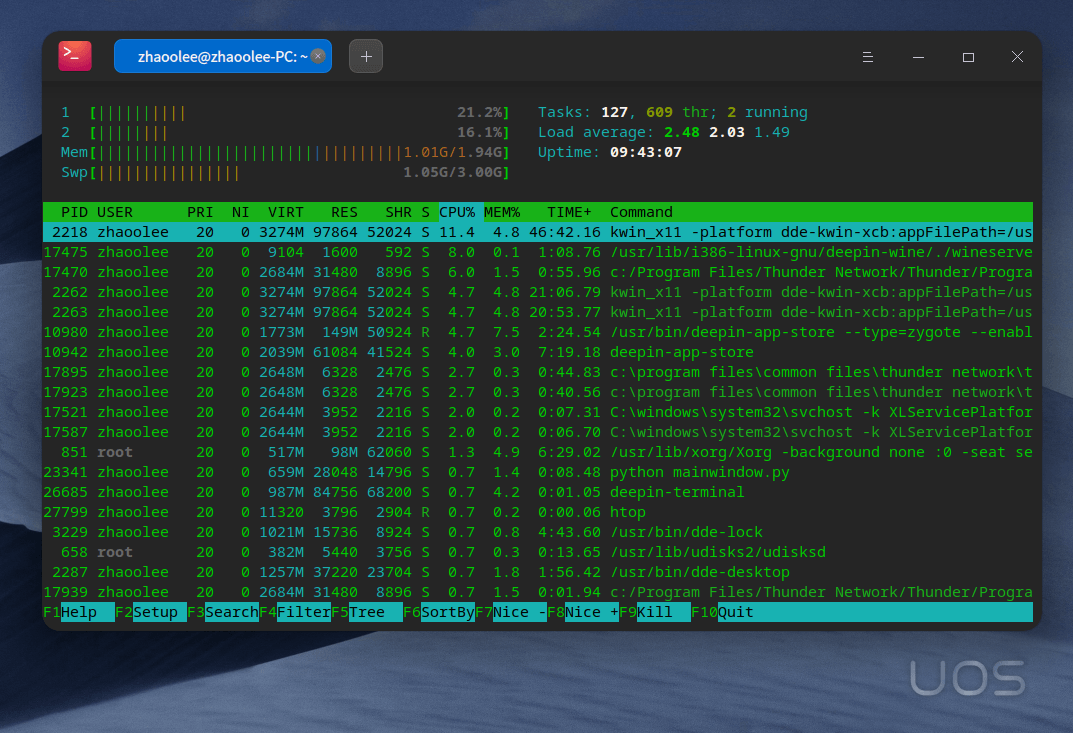 zhaoolee@zhaoolee-PC: ~
1 [|||||||||| 21.2%] Tasks: 127, 609 thr; 2 running
2 [|||||||| 16.1%] Load average: 2.48 2.03 1.49
Mem[||||||||||||||||||||||||||||||||||1.01G/1.94G] Uptime: 09:43:07
Swp[|||||||||||||||| 1.05G/3.00G]
PID USER PRI NI VIRT RES SHR S CPU% MEM% TIME+ Command
2218 zhaoolee 20 0 3274M 97864 52024 S 11.4 4.8 46:42.16 kwin_x11 -platform dde-kwin-xcb:appFilePath=/us
17475 zhaoolee 20 0 9104 1600 592 S 8.0 0.1 1:08.76 /usr/lib/i386-linux-gnu/deepin-wine/./wineserve
17470 zhaoolee 20 0 2684M 31480 8896 S 6.0 1.5 0:55.96 c:/Program Files/Thunder Network/Thunder/Progra
2262 zhaoolee 20 0 3274M 97864 52024 S 4.7 4.8 21:06.79 kwin_x11 -platform dde-kwin-xcb:appFilePath=/us
2263 zhaoolee 20 0 3274M 97864 52024 S 4.7 4.8 20:53.77 kwin_x11 -platform dde-kwin-xcb:appFilePath=/us
10980 zhaoolee 20 0 1773M 149M 50924 R 4.7 7.5 2:24.54 /usr/bin/deepin-app-store --type=zygote --enabl
10942 zhaoolee 20 0 2039M 61084 41524 S 4.0 3.0 7:19.18 deepin-app-store
17895 zhaoolee 20 0 2648M 6328 2476 S 2.7 0.3 0:44.83 c:\program files\common files\thunder network\t
17923 zhaoolee 20 0 2648M 6328 2476 S 2.7 0.3 0:40.56 c:\program files\common files\thunder network\t
17521 zhaoolee 20 0 2644M 3952 2216 S 2.0 0.2 0:07.31 C:\windows\system32\svchost -k XLServicePlatfor
17587 zhaoolee 20 0 2644M 3952 2216 S 2.0 0.2 0:06.70 C:\windows\system32\svchost -k XLServicePlatfor
851 root 20 0 517M 98M 62060 S 1.3 4.9 6:29.02 /usr/lib/xorg/Xorg -background none :0 -seat se
23341 zhaoolee 20 0 659M 28048 14796 S 0.7 1.4 0:08.48 python mainwindow.py
26685 zhaoolee 20 0 987M 84756 68200 S 0.7 4.2 0:01.05 deepin-terminal
27799 zhaoolee 20 0 11320 3796 2904 R 0.7 0.2 0:00.06 htop
3229 zhaoolee 20 0 1021M 15736 8924 S 0.7 0.8 4:43.60 /usr/bin/dde-lock
658 root 20 0 382M 5440 3756 S 0.7 0.3 0:13.65 /usr/lib/udisks2/udisksd
2287 zhaoolee 20 0 1257M 37220 23704 S 0.7 1.8 1:56.42 /usr/bin/dde-desktop
17939 zhaoolee 20 0 2684M 31480 8896 S 0.7 1.5 0:01.94 c:/Program Files/Thunder Network/Thunder/Progra
F1Help F2Setup F3SearchF4FilterF5Tree F6SortByF7Nice -F8Nice +F9Kill F10Quit
UOS